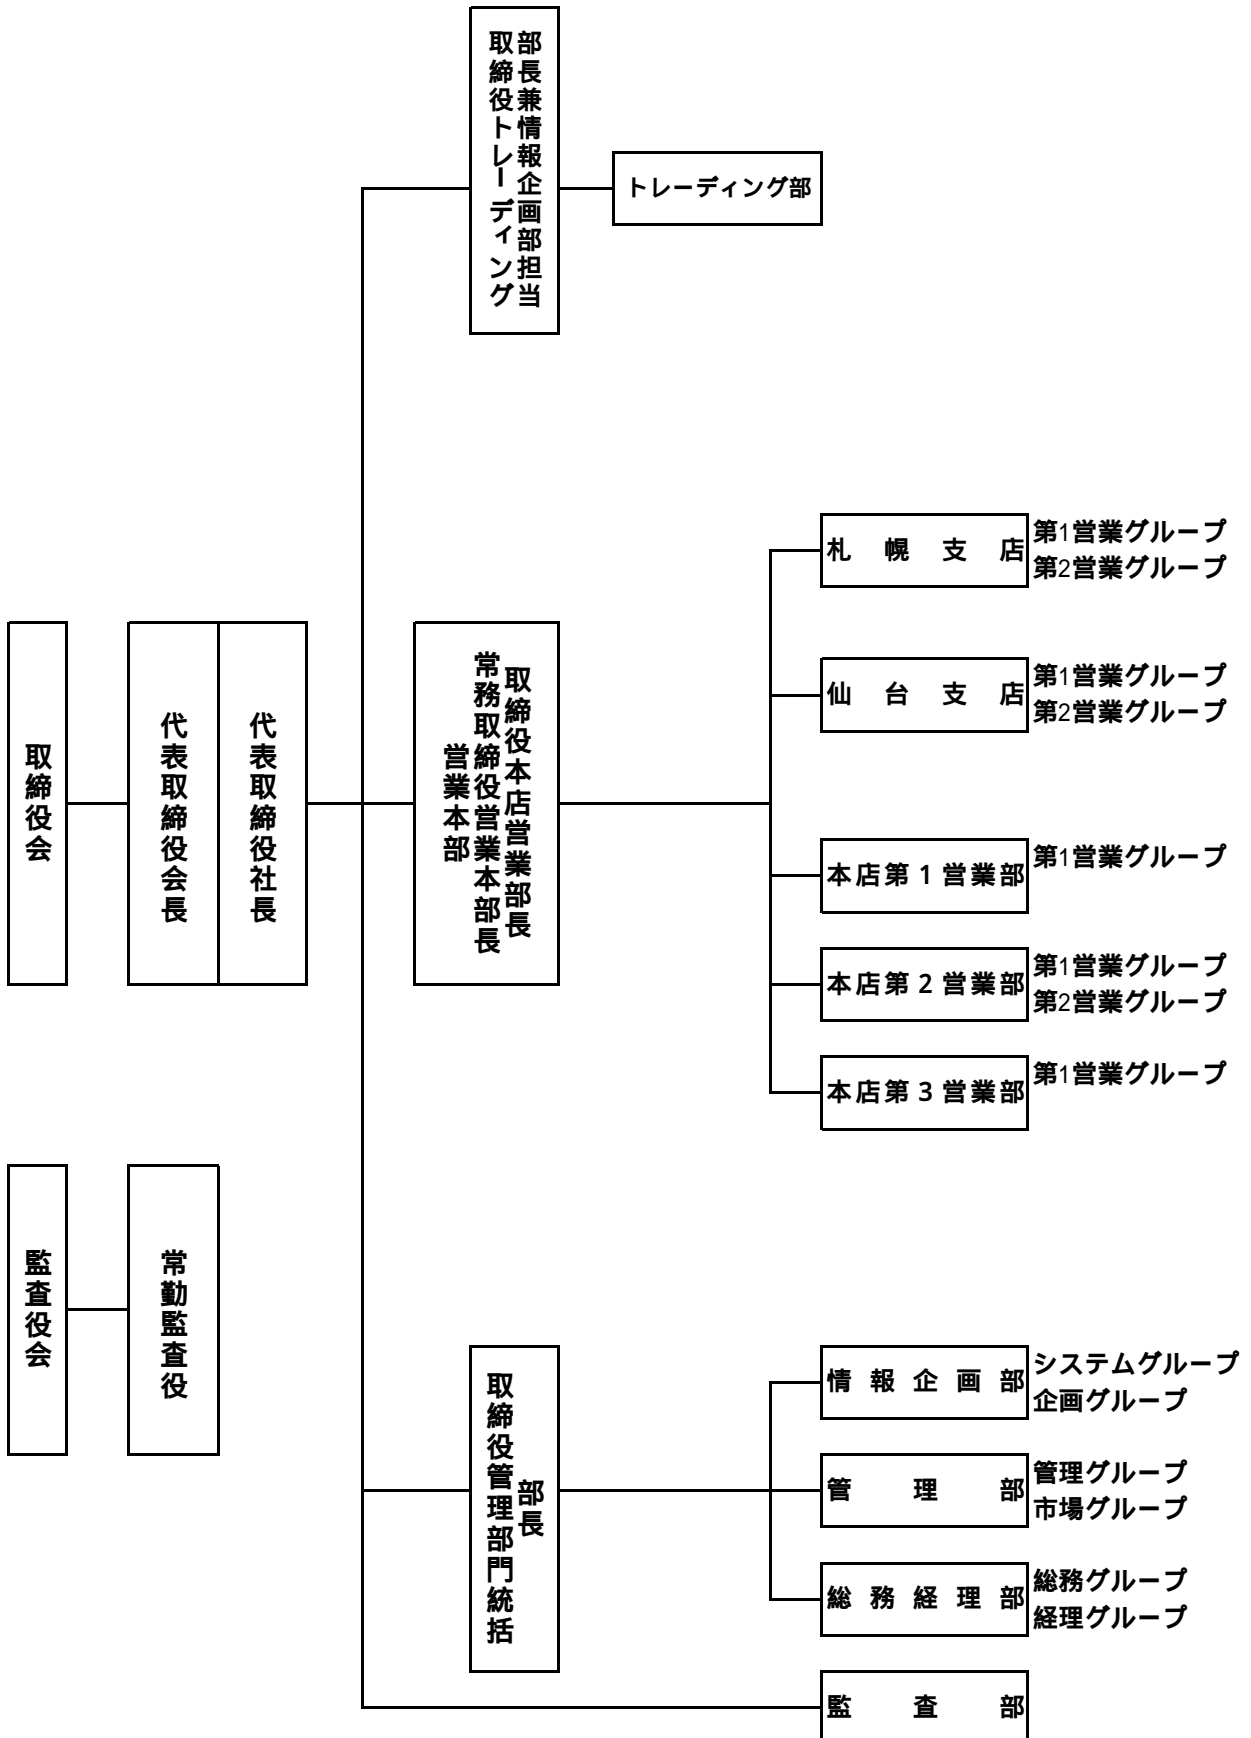 取締役トレーディング
部長兼情報企画部担当
トレーディング部
札幌支店
第1営業グループ
第2営業グループ
仙台支店
第1営業グループ
第2営業グループ
取締役会
代表取締役会長
代表取締役社長
営業本部
常務取締役営業本部長
取締役本店営業部長
本店第1営業部
第1営業グループ
本店第2営業部
第1営業グループ
第2営業グループ
本店第3営業部
第1営業グループ
監査役会
常勤監査役
取締役管理部門統括
部長
情報企画部
システムグループ
企画グループ
管理部
管理グループ
市場グループ
総務経理部
総務グループ
経理グループ
監査部